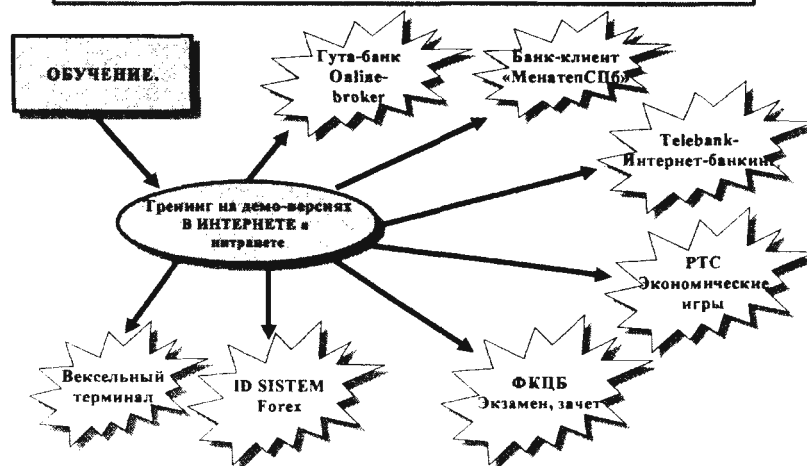 ОБУЧЕНИЕ.
Гута-банк
Online-
broker
Банк-клиент
«МенатепСПб»
Telebank-
Интернет-банкинг
Тренинг на демо-версиях
В ИНТЕРНЕТЕ и
интранете
РТС
Экономические
игры
Вексельный
терминал
ID SISTEM
Forex
ФКЦБ
Экзамен, зачет